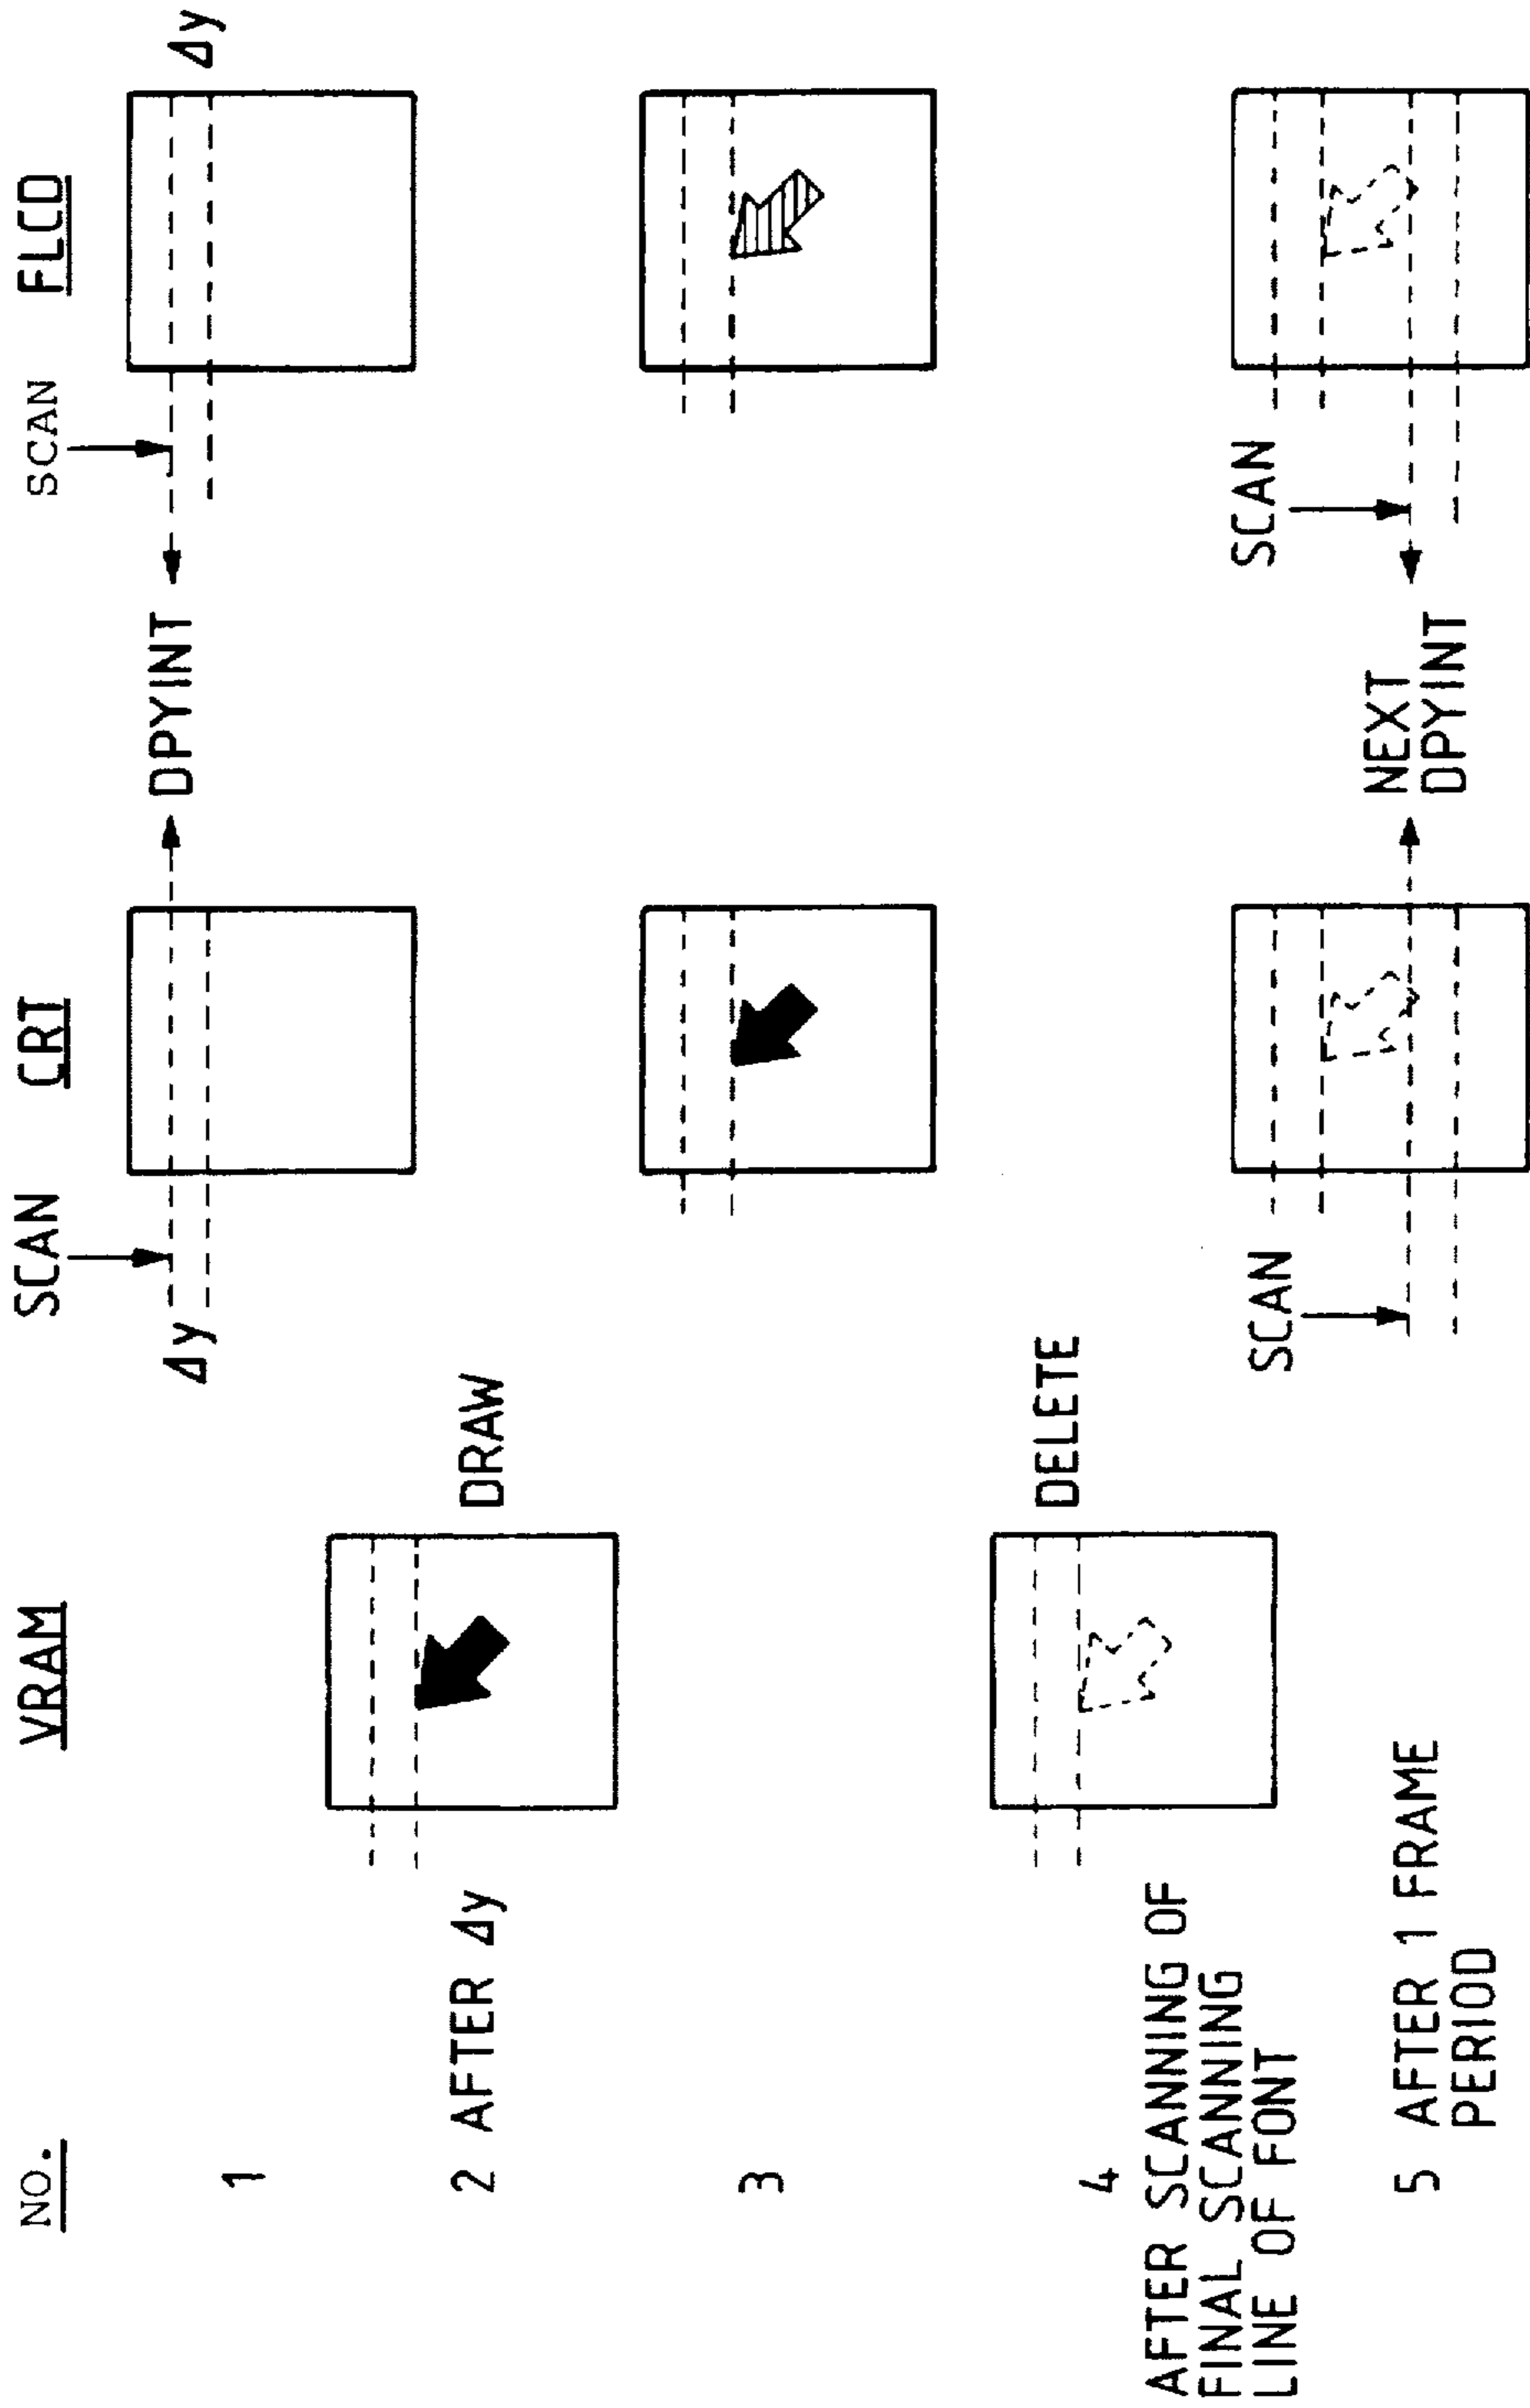 NO.
VRAM
CRT
FLCD
1
SCAN
Δy
DPYINT
SCAN
Δy
2 AFTER Δy
DRAW
3
4
AFTER SCANNING OF
FINAL SCANNING
LINE OF FONT
DELETE
5 AFTER 1 FRAME
PERIOD
SCAN
NEXT
DPYINT
SCAN